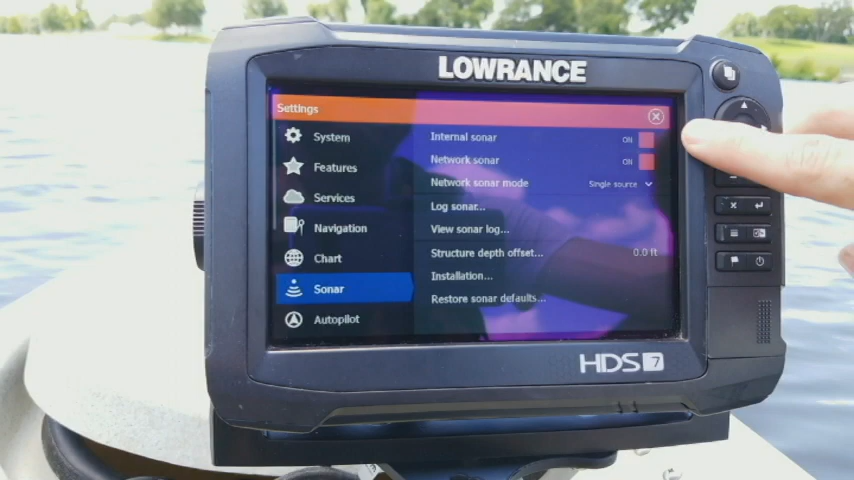 LOWRANCE
Settings
System
Features
Services
Navigation
Chart
Sonar
Autopilot
Internal sonar ON
Network sonar ON
Network sonar mode Single source
Log sonar...
View sonar log...
Structure depth offset... 0.0 ft
Installation...
Restore sonar defaults...
HDS 7